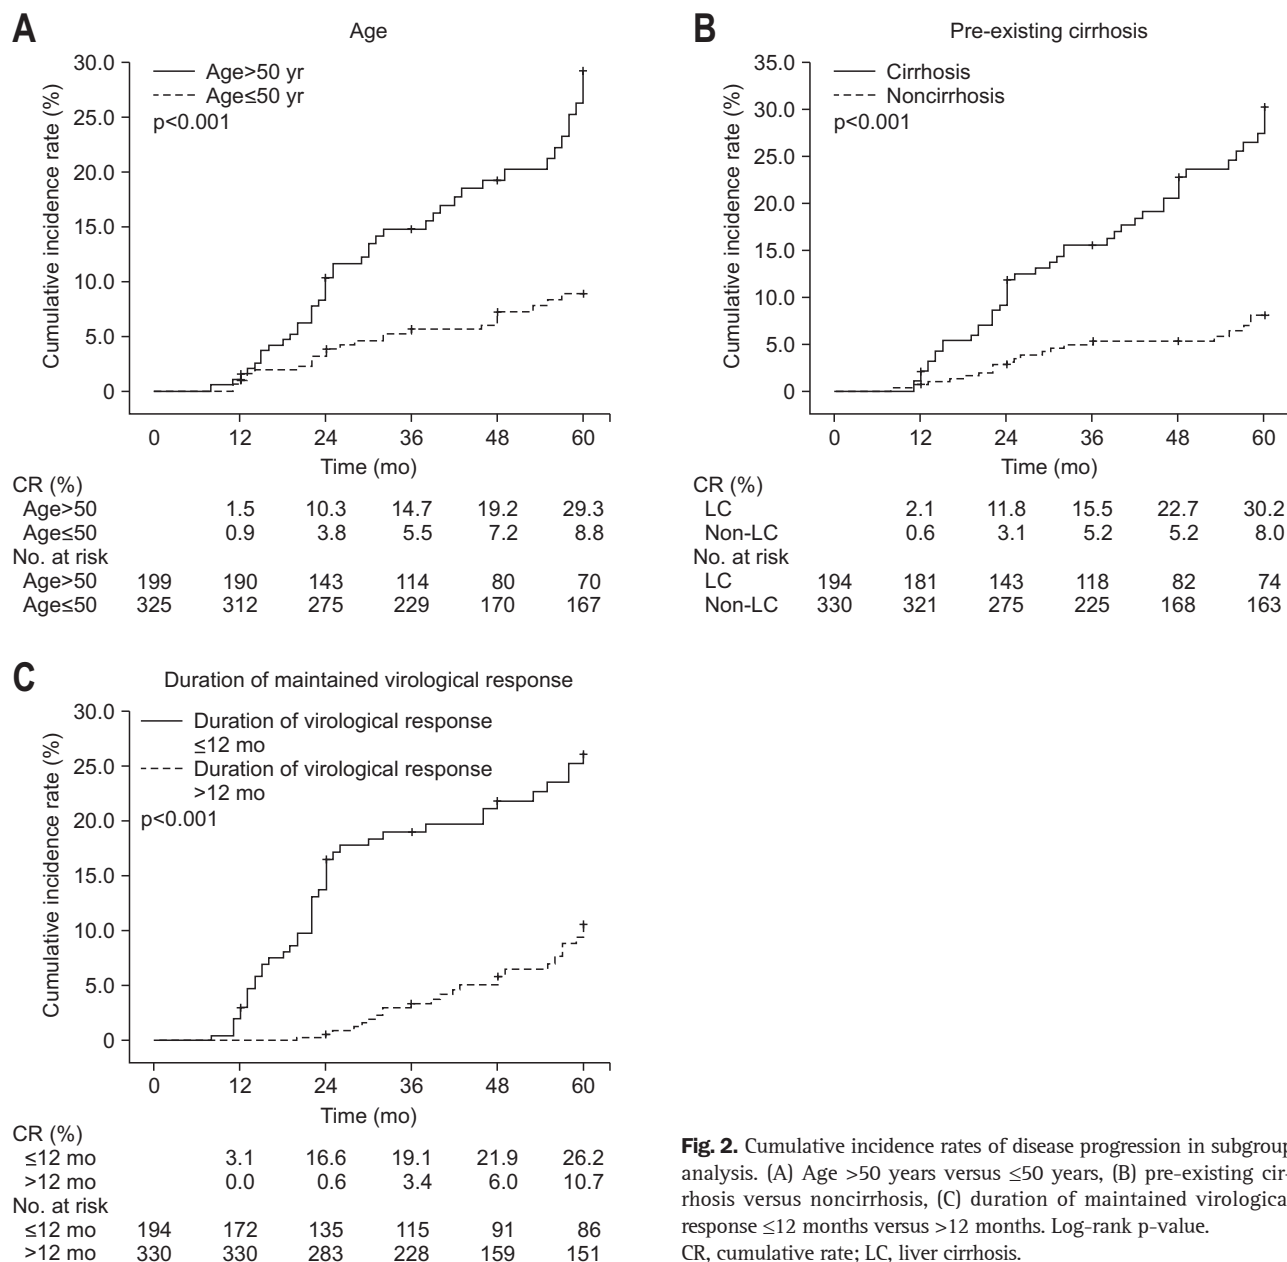 A
Age
Cumulative incidence rate (%)
30.0
25.0
20.0
15.0
10.0
5.0
0
Age>50 yr
Age≤50 yr
p<0.001
0 12 24 36 48 60
Time (mo)
CR (%)
Age>50 1.5 10.3 14.7 19.2 29.3
Age≤50 0.9 3.8 5.5 7.2 8.8
No. at risk
Age>50 199 190 143 114 80 70
Age≤50 325 312 275 229 170 167
B
Pre-existing cirrhosis
Cumulative incidence rate (%)
35.0
30.0
25.0
20.0
15.0
10.0
5.0
0
Cirrhosis
Noncirrhosis
p<0.001
0 12 24 36 48 60
Time (mo)
CR (%)
LC 2.1 11.8 15.5 22.7 30.2
Non-LC 0.6 3.1 5.2 5.2 8.0
No. at risk
LC 194 181 143 118 82 74
Non-LC 330 321 275 225 168 163
C
Duration of maintained virological response
Cumulative incidence rate (%)
30.0
25.0
20.0
15.0
10.0
5.0
0
Duration of virological response
≤12 mo
Duration of virological response
>12 mo
p<0.001
0 12 24 36 48 60
Time (mo)
CR (%)
≤12 mo 3.1 16.6 19.1 21.9 26.2
>12 mo 0.0 0.6 3.4 6.0 10.7
No. at risk
≤12 mo 194 172 135 115 91 86
>12 mo 330 330 283 228 159 151
Fig. 2. Cumulative incidence rates of disease progression in subgroup
analysis. (A) Age >50 years versus ≤50 years, (B) pre-existing cir-
rhosis versus noncirrhosis, (C) duration of maintained virological
response ≤12 months versus >12 months. Log-rank p-value.
CR, cumulative rate; LC, liver cirrhosis.